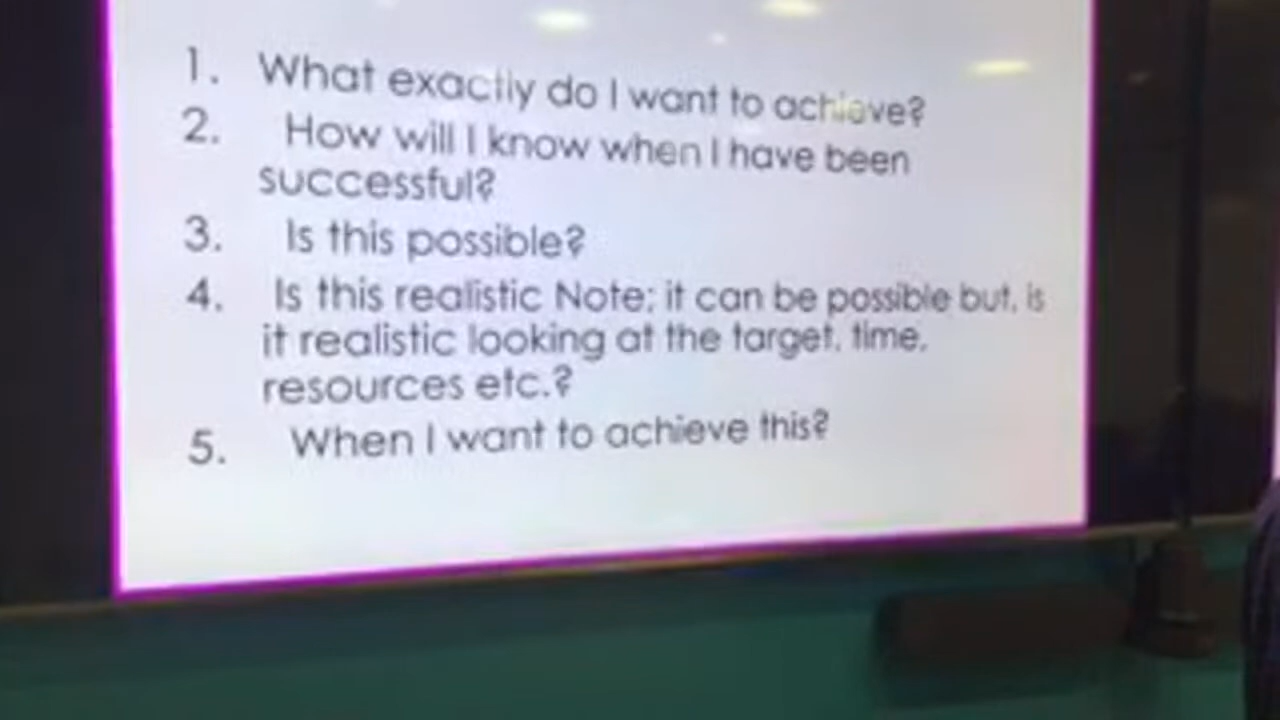 1. What exactly do I want to achieve?
2. How will I know when I have been
successful?
3. Is this possible?
4. Is this realistic Note: it can be possible but, is
it realistic looking at the target, time,
resources etc.?
5. When I want to achieve this?